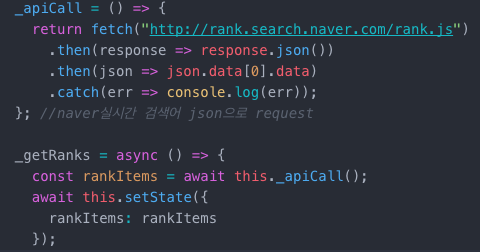 _apiCall = () => {
return fetch("http://rank.search.naver.com/rank.js")
.then(response => response.json())
.then(json => json.data[0].data)
.catch(err => console.log(err));
}; //naver실시간 검색어 json으로 request
_getRanks = async () => {
const rankItems = await this._apiCall();
await this.setState({
rankItems: rankItems
});